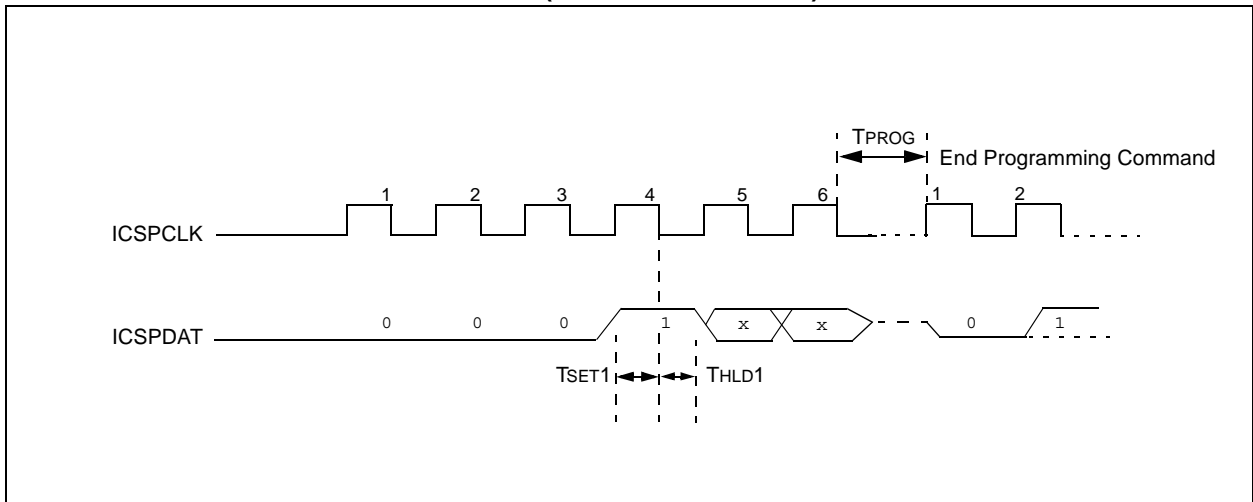 TPROG
End Programming Command
1 2 3 4 5 6 1 2
ICSPCLK
ICSPDAT
0 0 0 1 x x 0 1
TSET1 THLD1